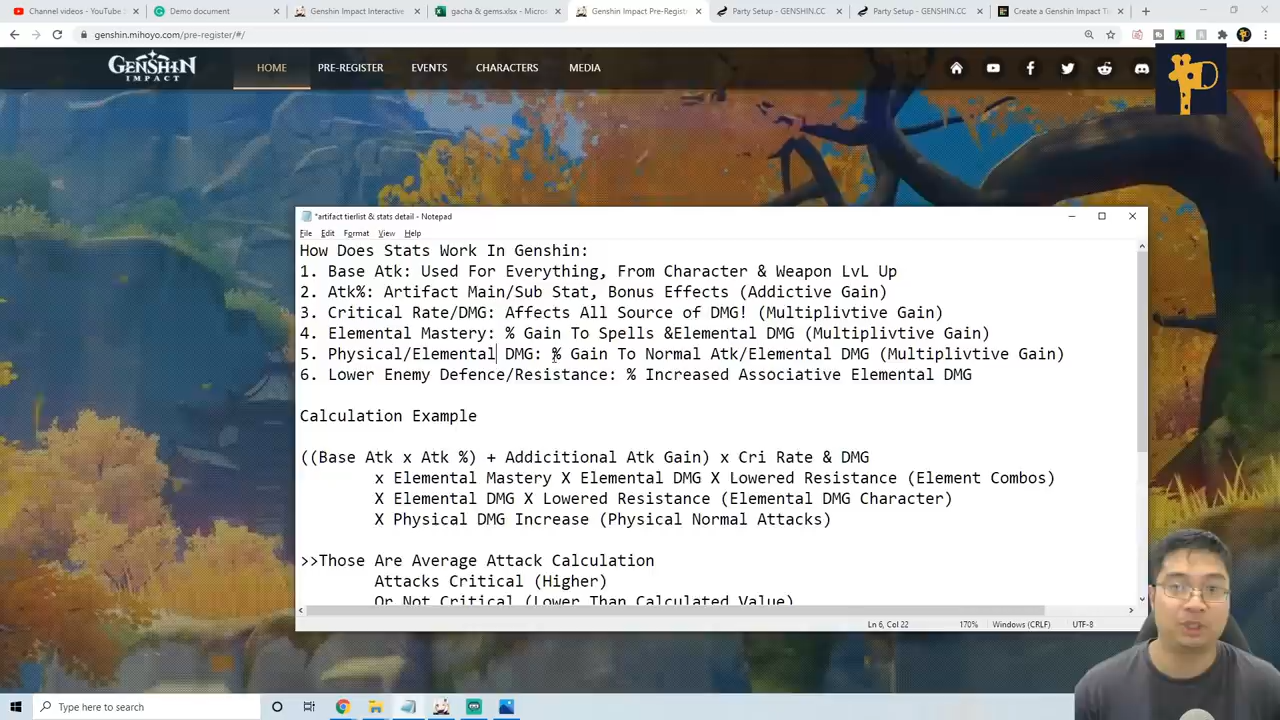 Channel videos - YouTube
Demo document
Genshin Impact Interactive
gacha & gems.xlsx - Micro
Genshin Impact Pre-Regist
Party Setup - GENSHIN.CC
Party Setup - GENSHIN.CC
Create a Genshin Impact Ti
genshin.mihoyo.com/pre-register/#/
GENSHIN IMPACT
HOME
PRE-REGISTER
EVENTS
CHARACTERS
MEDIA
*artifact tierlist & stats detail - Notepad
File Edit Format View Help
How Does Stats Work In Genshin:
1. Base Atk: Used For Everything, From Character & Weapon LvL Up
2. Atk%: Artifact Main/Sub Stat, Bonus Effects (Addictive Gain)
3. Critical Rate/DMG: Affects All Source of DMG! (Multiplivtive Gain)
4. Elemental Mastery: % Gain To Spells &Elemental DMG (Multiplivtive Gain)
5. Physical/Elemental DMG: % Gain To Normal Atk/Elemental DMG (Multiplivtive Gain)
6. Lower Enemy Defence/Resistance: % Increased Associative Elemental DMG
Calculation Example
((Base Atk x Atk %) + Addicitional Atk Gain) x Cri Rate & DMG
x Elemental Mastery X Elemental DMG X Lowered Resistance (Element Combos)
X Elemental DMG X Lowered Resistance (Elemental DMG Character)
X Physical DMG Increase (Physical Normal Attacks)
>>Those Are Average Attack Calculation
Attacks Critical (Higher)
Or Not Critical (Lower Than Calculated Value)
Ln 6, Col 22
170%
Windows (CRLF)
UTF-8
Type here to search